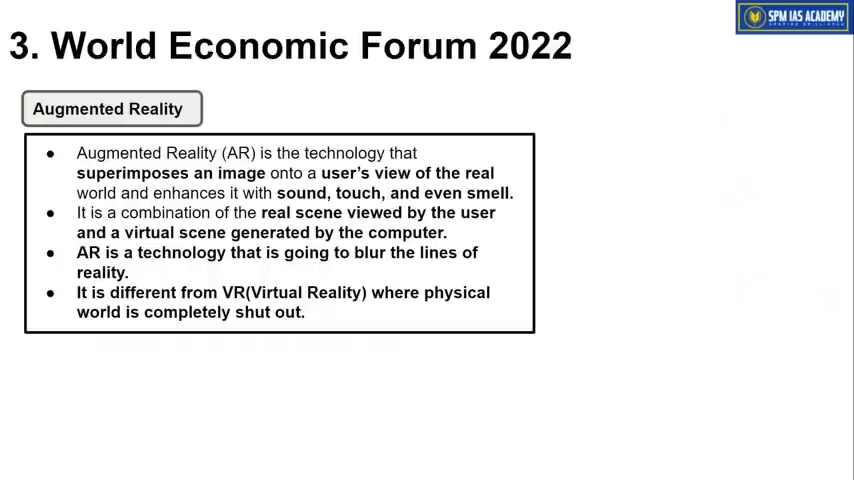 SPM IAS ACADEMY
SHAPING BRILLIANCE
3. World Economic Forum 2022
Augmented Reality
● Augmented Reality (AR) is the technology that
superimposes an image onto a user’s view of the real
world and enhances it with sound, touch, and even smell.
● It is a combination of the real scene viewed by the user
and a virtual scene generated by the computer.
● AR is a technology that is going to blur the lines of
reality.
● It is different from VR(Virtual Reality) where physical
world is completely shut out.